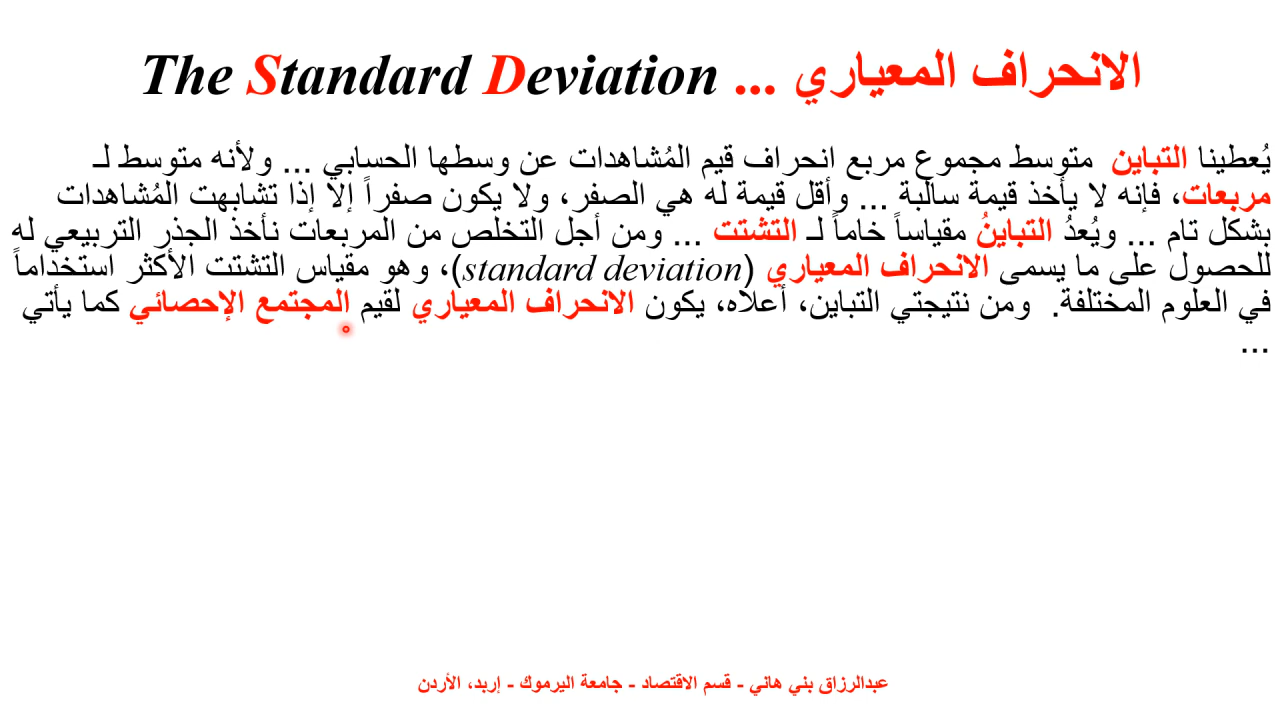 الانحراف المعياري ... The Standard Deviation
يُعطينا التباين متوسط مجموع مربع انحراف قيم المُشاهدات عن وسطها الحسابي ... ولأنه متوسط لـ
مربعات، فإنه لا يأخذ قيمة سالبة ... وأقل قيمة له هي الصفر، ولا يكون صفراً إلا إذا تشابهت المُشاهدات
بشكل تام ... ويُعدُ التباينُ مقياساً خاماً لـ التشتت ... ومن أجل التخلص من المربعات نأخذ الجذر التربيعي له
للحصول على ما يسمى الانحراف المعياري (standard deviation)، وهو مقياس التشتت الأكثر استخداماً
في العلوم المختلفة. ومن نتيجتي التباين، أعلاه، يكون الانحراف المعياري لقيم المجتمع الإحصائي كما يأتي
...
عبدالرزاق بني هاني - قسم الاقتصاد - جامعة اليرموك - إربد، الأردن